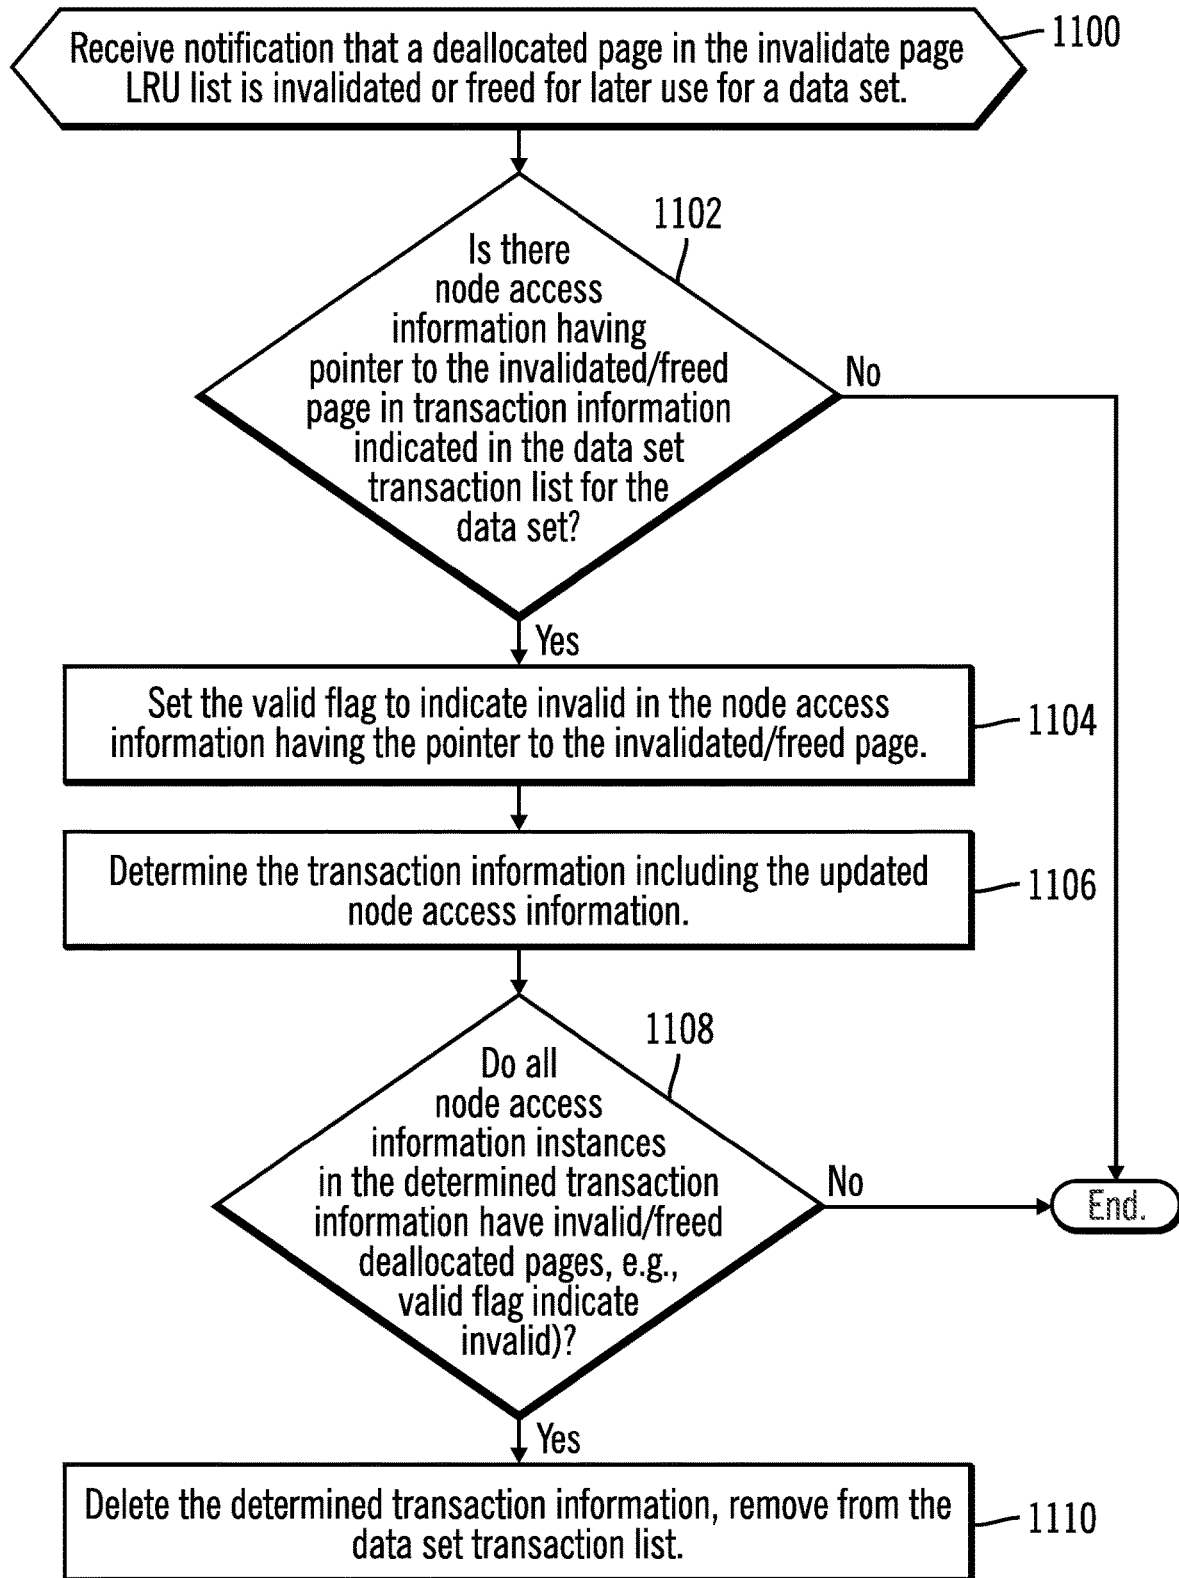 Receive notification that a deallocated page in the invalidate page
LRU list is invalidated or freed for later use for a data set.
1100
1102
Is there
node access
information having
pointer to the invalidated/freed
page in transaction information
indicated in the data set
transaction list for the
data set?
No
Yes
Set the valid flag to indicate invalid in the node access
information having the pointer to the invalidated/freed page.
1104
Determine the transaction information including the updated
node access information.
1106
1108
Do all
node access
information instances
in the determined transaction
information have invalid/freed
deallocated pages, e.g.,
valid flag indicate
invalid)?
No
End.
Yes
Delete the determined transaction information, remove from the
data set transaction list.
1110